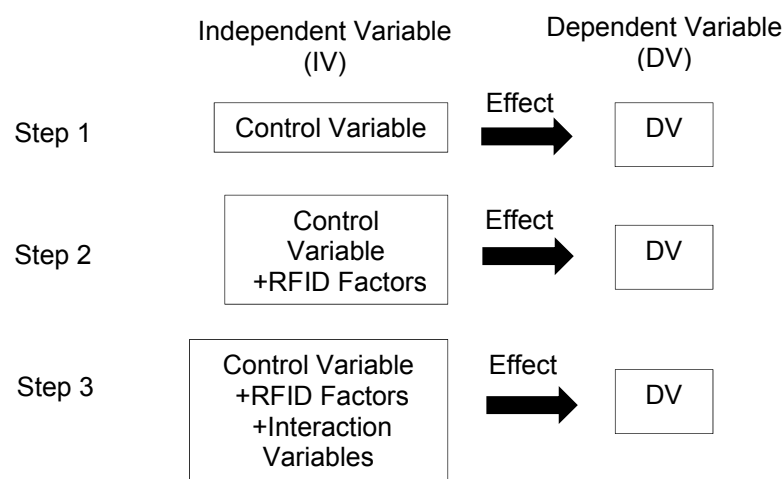 Independent Variable
(IV)
Dependent Variable
(DV)
Step 1
Control Variable
Effect
DV
Step 2
Control
Variable
+RFID Factors
Effect
DV
Step 3
Control Variable
+RFID Factors
+Interaction
Variables
Effect
DV